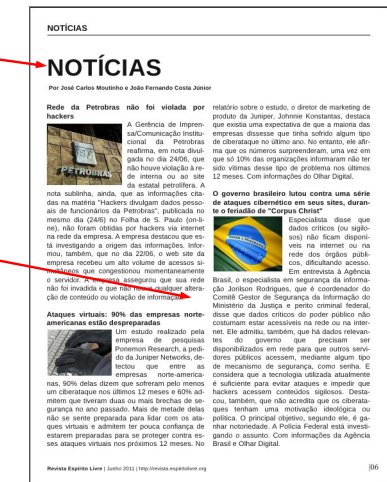 NOTÍCIAS
NOTÍCIAS
Por José Carlos Moutinho e João Fernando Costa Júnior
Rede da Petrobras não foi violada por
hackers
A Gerência de Impren-
sa/Comunicação Institu-
cional da Petrobras
reafirma, em nota divul-
gada no dia 24/06, que
não houve violação à re-
de interna ou ao site
da estatal petrolífera. A
PETROBRAS
nota sublinha, ainda, que as informações cita-
das na matéria "Hackers divulgam dados pesso-
ais de funcionários da Petrobras", publicada no
mesmo dia (24/6) no Folha de S. Paulo (on-li-
ne), não foram obtidas por hackers via internet
na rede da empresa. A empresa destacou que es-
tá investigando a origem das informações. Infor-
mou, também, que no dia 22/06, o web site da
empresa recebeu um alto volume de acessos si-
multâneos que congestionou momentaneamente
o servidor. A empresa assegurou que sua rede
não foi invadida e que não houve qualquer altera-
ção de conteúdo ou violação de informação.
Ataques virtuais: 90% das empresas norte-
americanas estão despreparadas
Um estudo realizado pela
empresa de pesquisas
Ponemon Research, a pedi-
do da Juniper Networks, de-
tectou que entre as
empresas norte-america-
nas, 90% delas dizem que sofreram pelo menos
um ciberataque nos últimos 12 meses e 60% ad-
mitem que tiveram duas ou mais brechas de se-
gurança no ano passado. Mais de metade delas
não se sente preparada para lidar com os ata-
ques virtuais e admitem ter pouca confiança de
estarem preparadas para se proteger contra es-
ses ataques virtuais nos próximos 12 meses. No
relatório sobre o estudo, o diretor de marketing de
produto da Juniper, Johnnie Konstantas, destaca
que existia uma expectativa de que a maioria das
empresas dissesse que tinha sofrido algum tipo
de ciberataque no último ano. No entanto, ele afir-
ma que os números surpreenderam, uma vez em
que só 10% das organizações informaram não ter
sido vítimas desse tipo de problema nos últimos
12 meses. Com informações do Olhar Digital.
O governo brasileiro lutou contra uma série
de ataques cibernético em seus sites, duran-
te o feriadão de "Corpus Christ"
Especialista disse que
dados críticos (ou sigilo-
sos) não ficam disponí-
veis na internet ou na
rede dos órgãos públi-
cos, dificultando acesso.
Em entrevista à Agência
Brasil, o especialista em segurança da informa-
ção Jorilson Rodrigues, que é coordenador do
Comitê Gestor de Segurança da Informação do
Ministério da Justiça e perito criminal federal,
disse que dados críticos do poder público não
costumam estar acessíveis na rede ou na inter-
net. Ele admitiu, também, que há dados relevan-
tes do governo que precisam ser
disponibilizados em rede para que outros servi-
dores públicos acessem, mediante algum tipo
de mecanismo de segurança, como senha. E
considera que a tecnologia utilizada atualmente
é suficiente para evitar ataques e impedir que
hackers acessem conteúdos sigilosos. Desta-
cou, também, que não acredita que os ciberata-
ques tenham uma motivação ideológica ou
política. O principal objetivo, segundo ele, é ga-
nhar notoriedade. A Polícia Federal está investi-
gando o assunto. Com informações da Agência
Brasil e Olhar Digital.
Revista Espírito Livre | Junho 2011 | http://revista.espiritolivre.org
|06